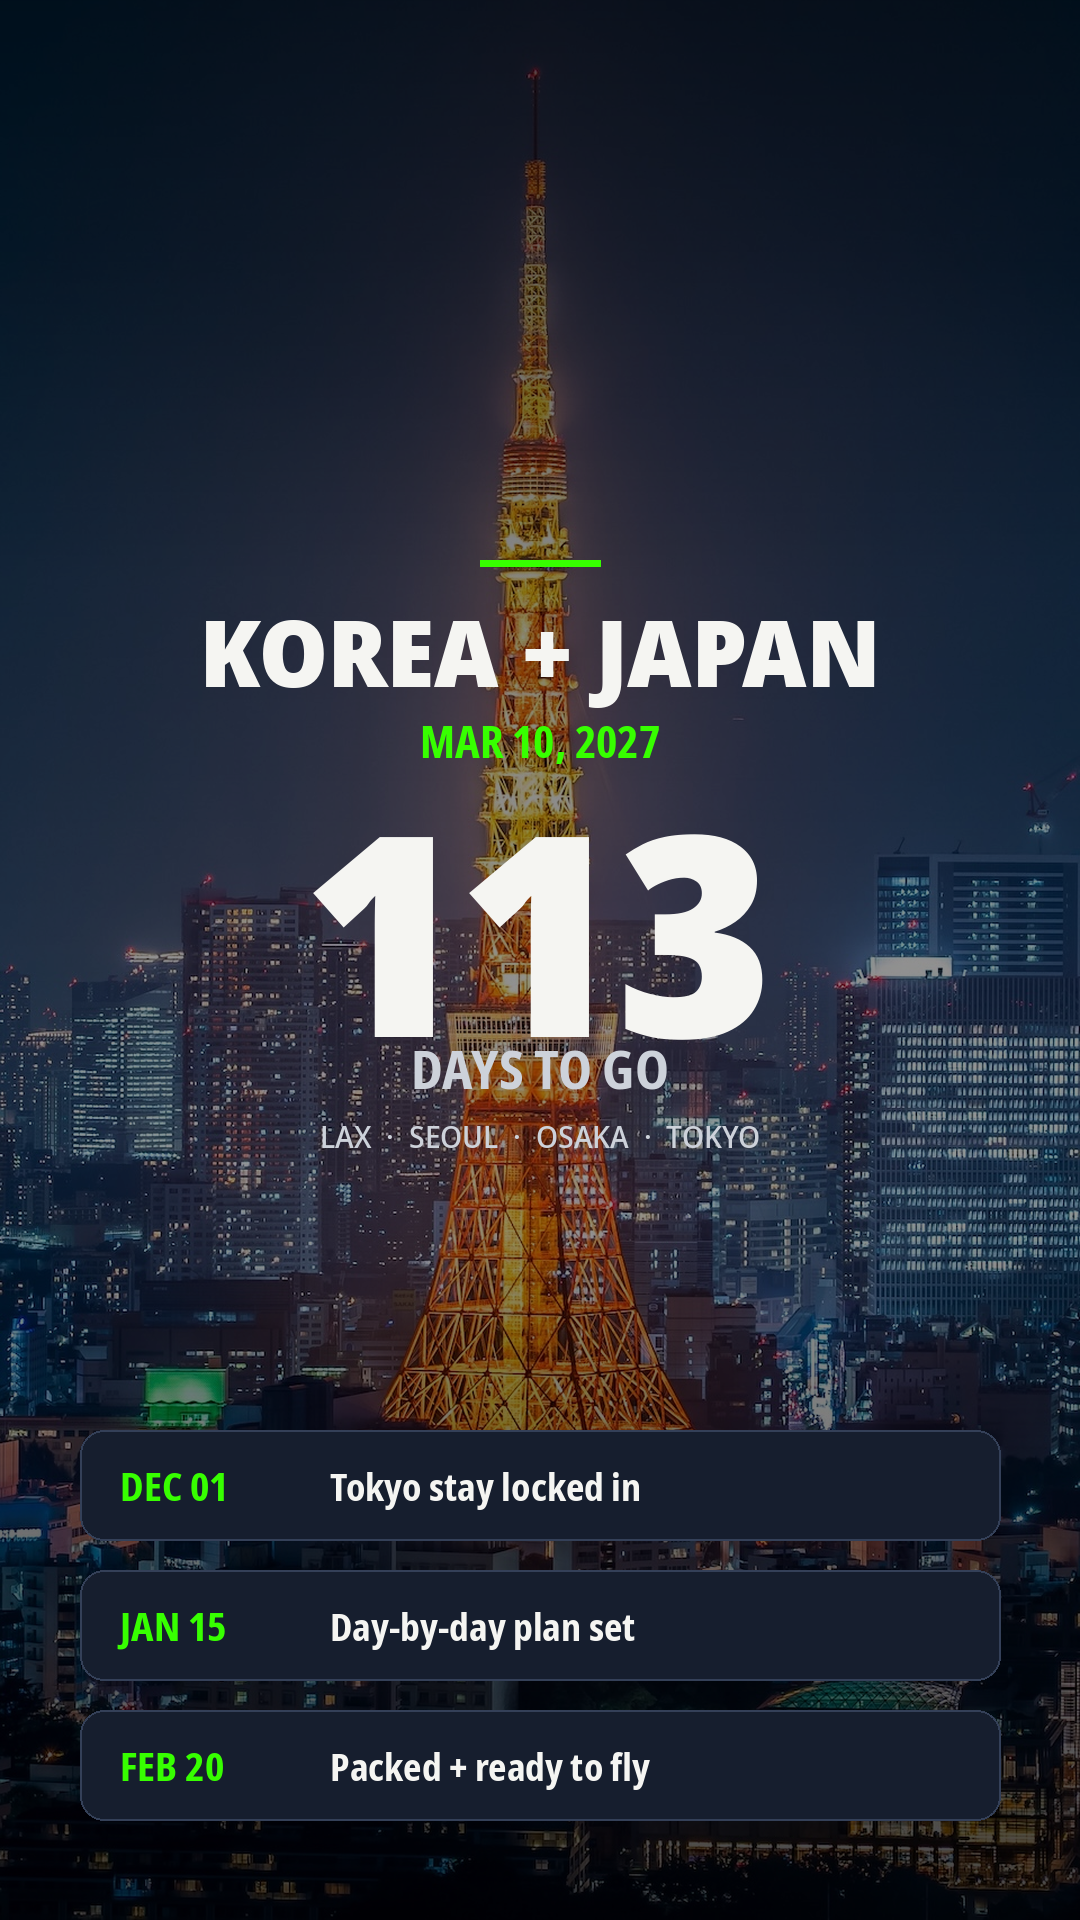 KOREA + JAPAN
MAR 10, 2027
113
DAYS TO GO
LAX · SEOUL · OSAKA · TOKYO
DEC 01 Tokyo stay locked in
JAN 15 Day-by-day plan set
FEB 20 Packed + ready to fly